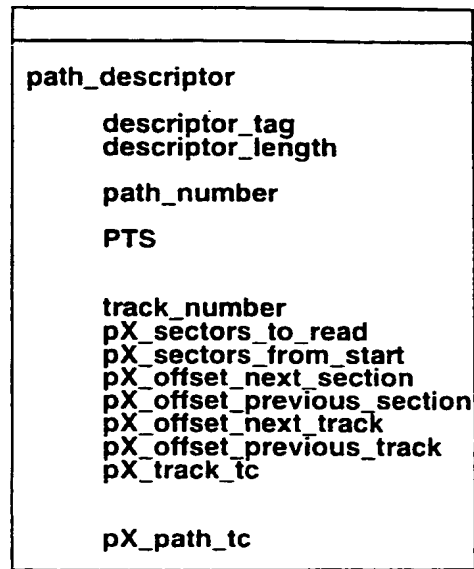 path_descriptor
descriptor_tag
descriptor_length
path_number
PTS
track_number
pX_sectors_to_read
pX_sectors_from_start
pX_offset_next_section
pX_offset_previous_section
pX_offset_next_track
pX_offset_previous_track
pX_track_tc
pX_path_tc